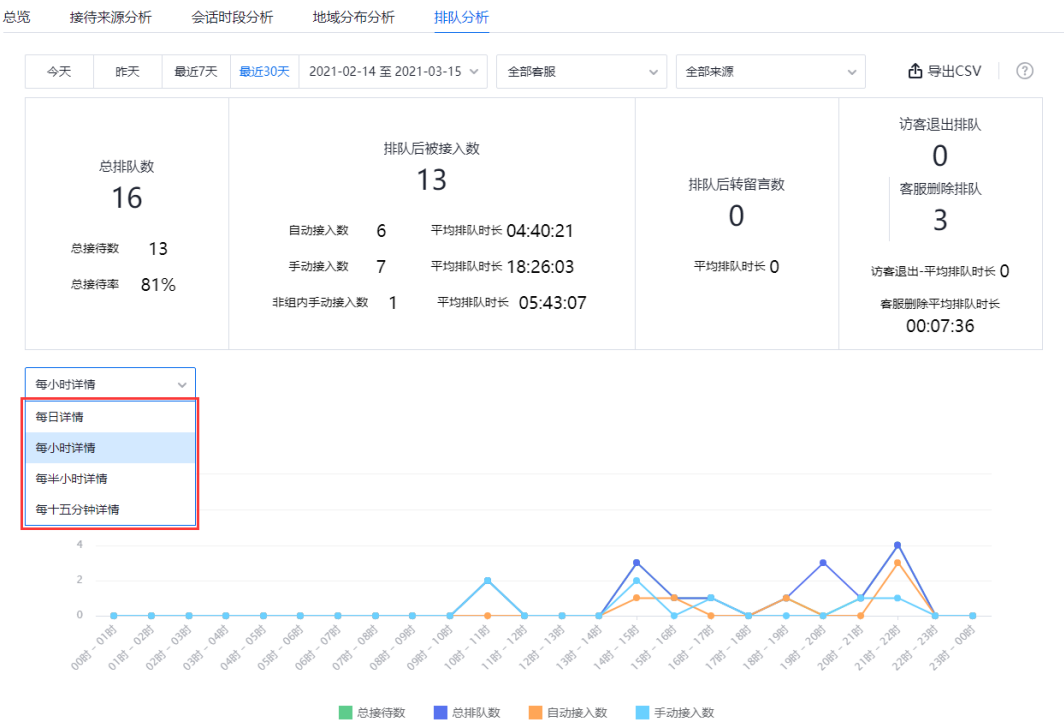 总览 接待来源分析 会话时段分析 地域分布分析 排队分析
今天 昨天 最近7天 最近30天 2021-02-14 至 2021-03-15 全部客服 全部来源 导出CSV ?
总排队数
16
总接待数 13
总接待率 81%
排队后被接入数
13
自动接入数 6 平均排队时长 04:40:21
手动接入数 7 平均排队时长 18:26:03
非组内手动接入数 1 平均排队时长 05:43:07
排队后转留言数
0
平均排队时长 0
访客退出排队
0
客服删除排队
3
访客退出-平均排队时长 0
客服删除平均排队时长
00:07:36
每小时详情
每日详情
每小时详情
每半小时详情
每十五分钟详情
4
2
0
00时 - 01时 01时 - 02时 02时 - 03时 03时 - 04时 04时 - 05时 05时 - 06时 06时 - 07时 07时 - 08时 08时 - 09时 09时 - 10时 10时 - 11时 11时 - 12时 12时 - 13时 13时 - 14时 14时 - 15时 15时 - 16时 16时 - 17时 17时 - 18时 18时 - 19时 19时 - 20时 20时 - 21时 21时 - 22时 22时 - 23时 23时 - 00时
总接待数 总排队数 自动接入数 手动接入数